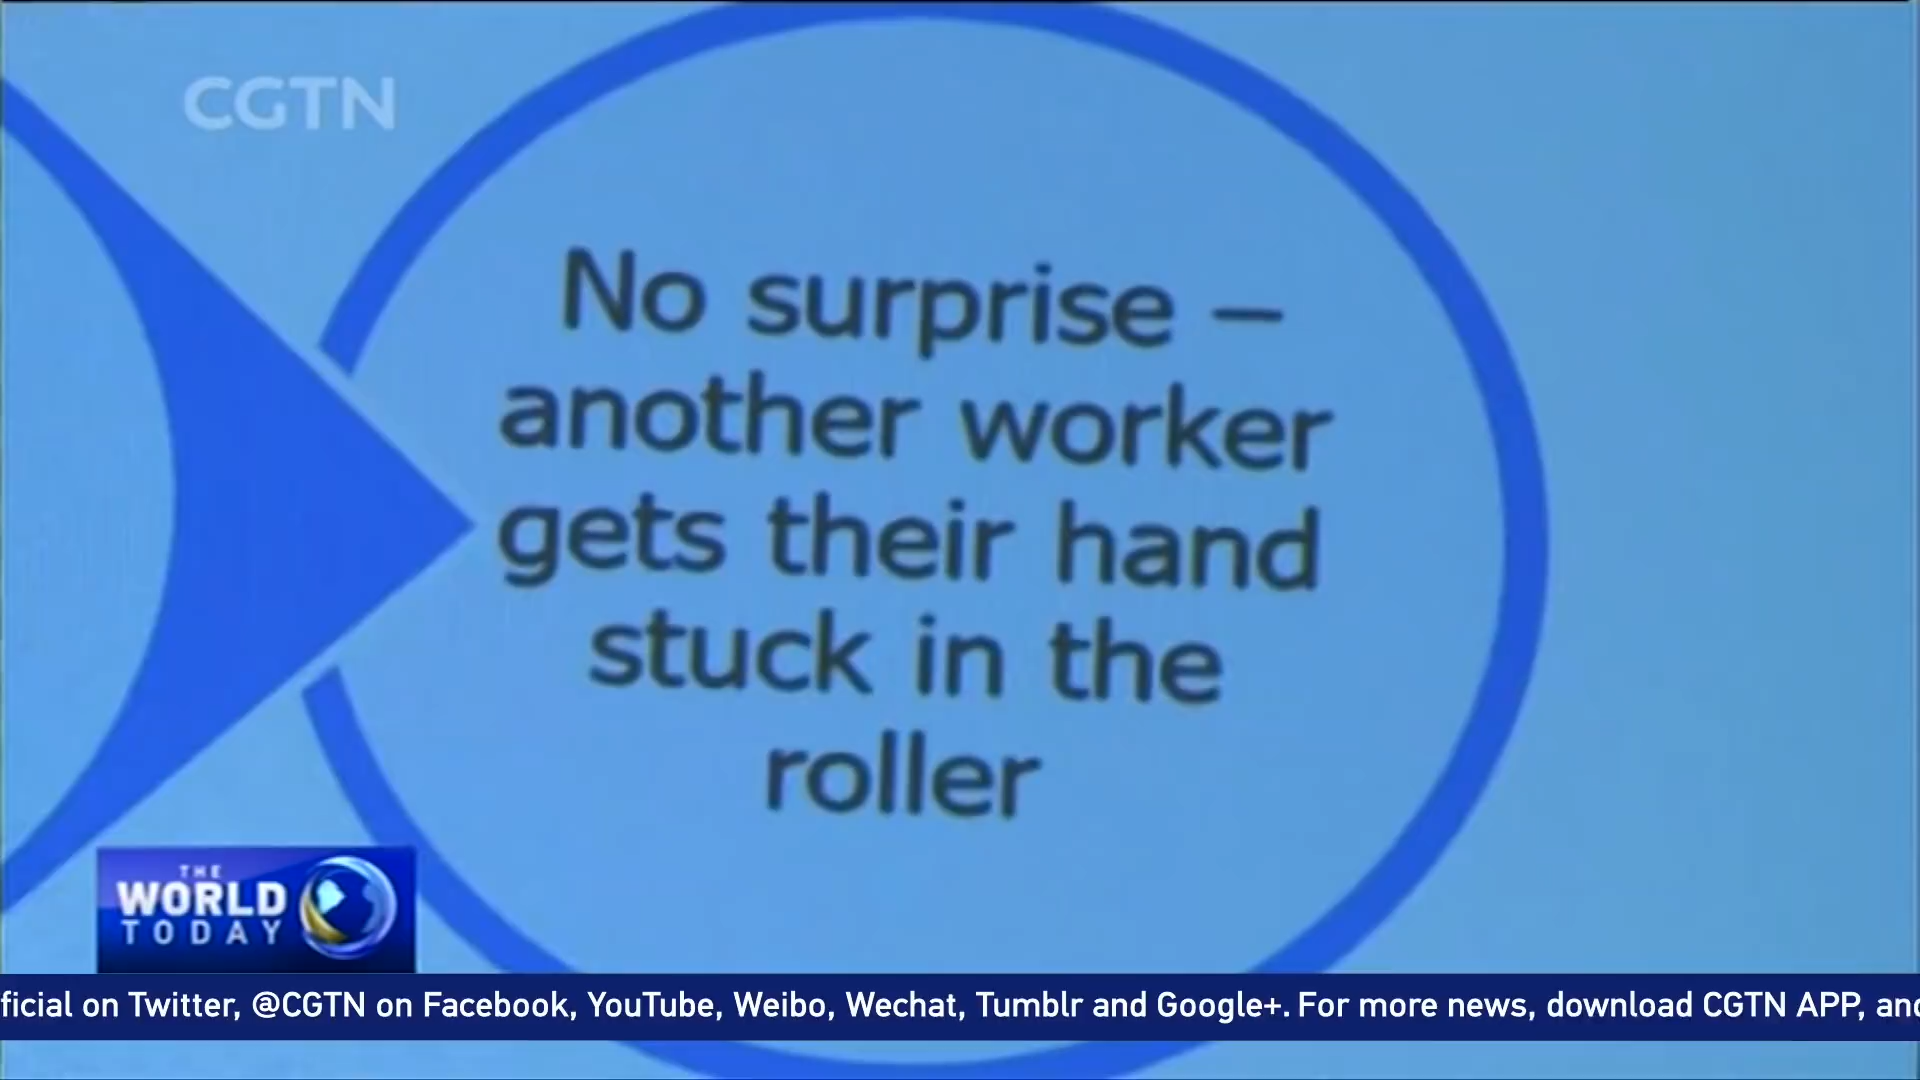 CGTN
No surprise –
another worker
gets their hand
stuck in the
roller
THE
WORLD
TODAY
ficial on Twitter, @CGTN on Facebook, YouTube, Weibo, Wechat, Tumblr and Google+. For more news, download CGTN APP, and